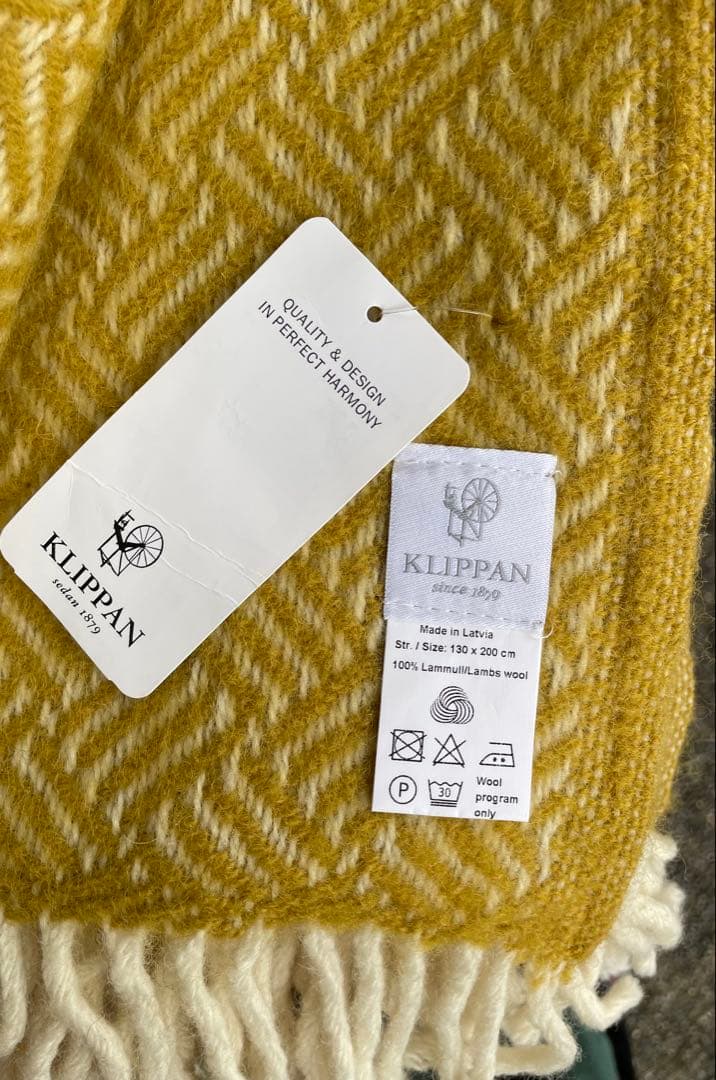 QUALITY & DESIGN
IN PERFECT HARMONY
KLIPPAN
sedan 1879
KLIPPAN
since 1879
Made in Latvia
Str. / Size: 130 x 200 cm
100% Lammull/Lambs wool
P
30
Wool
program
only